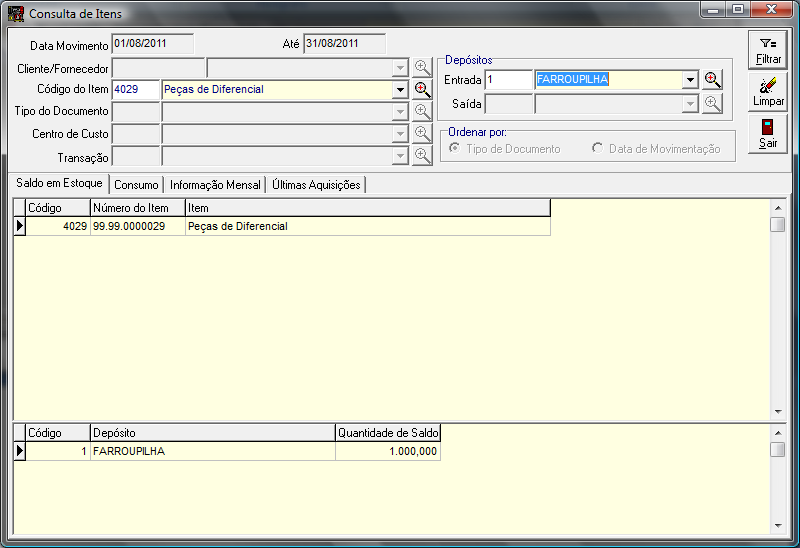 Consulta de Itens
Data Movimento 01/08/2011 Até 31/08/2011
Cliente/Fornecedor
Código do Item 4029 Peças de Diferencial
Tipo do Documento
Centro de Custo
Transação
Depósitos
Entrada 1 FARROUPILHA
Saída
Ordenar por:
Tipo de Documento Data de Movimentação
Filtrar
Limpar
Sair
Saldo em Estoque Consumo Informação Mensal Últimas Aquisições
Código Número do Item Item
4029 99.99.0000029 Peças de Diferencial
Código Depósito Quantidade de Saldo
1 FARROUPILHA 1.000,000